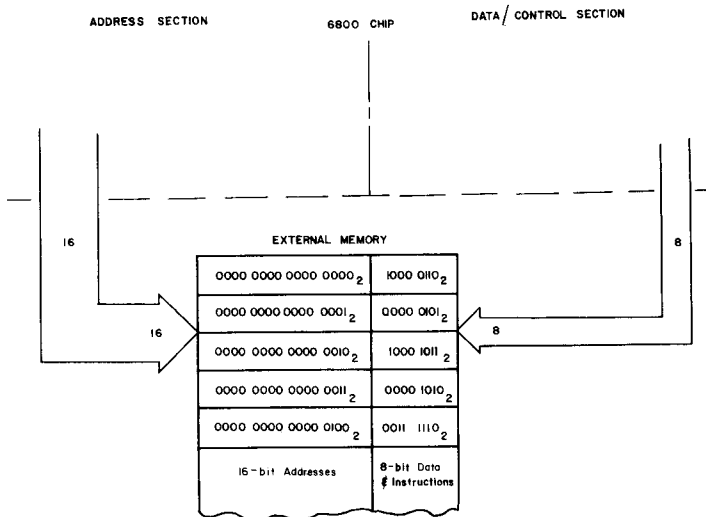 ADDRESS SECTION
6800 CHIP
DATA/CONTROL SECTION
16
8
EXTERNAL MEMORY
0000 0000 0000 0000₂ 1000 0110₂
0000 0000 0000 0001₂ 0000 0101₂
16
8
0000 0000 0000 0010₂ 1000 1011₂
0000 0000 0000 0011₂ 0000 1010₂
0000 0000 0000 0100₂ 0011 1110₂
16-bit Addresses
8-bit Data
& Instructions